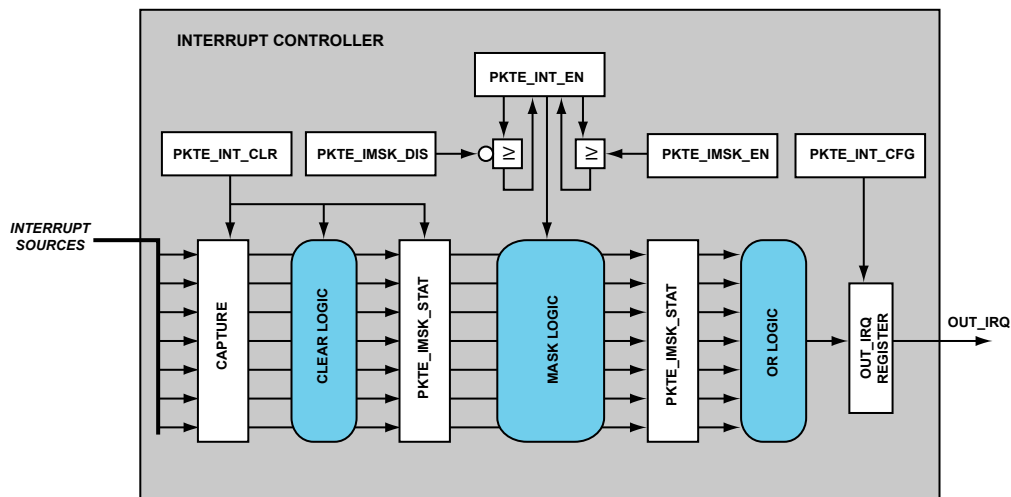 INTERRUPT CONTROLLER
PKTE_INT_EN
PKTE_INT_CLR
PKTE_IMSK_DIS
≥
≥
PKTE_IMSK_EN
PKTE_INT_CFG
INTERRUPT
SOURCES
CAPTURE
CLEAR LOGIC
PKTE_IMSK_STAT
MASK LOGIC
PKTE_IMSK_STAT
OR LOGIC
OUT_IRQ
REGISTER
OUT_IRQ